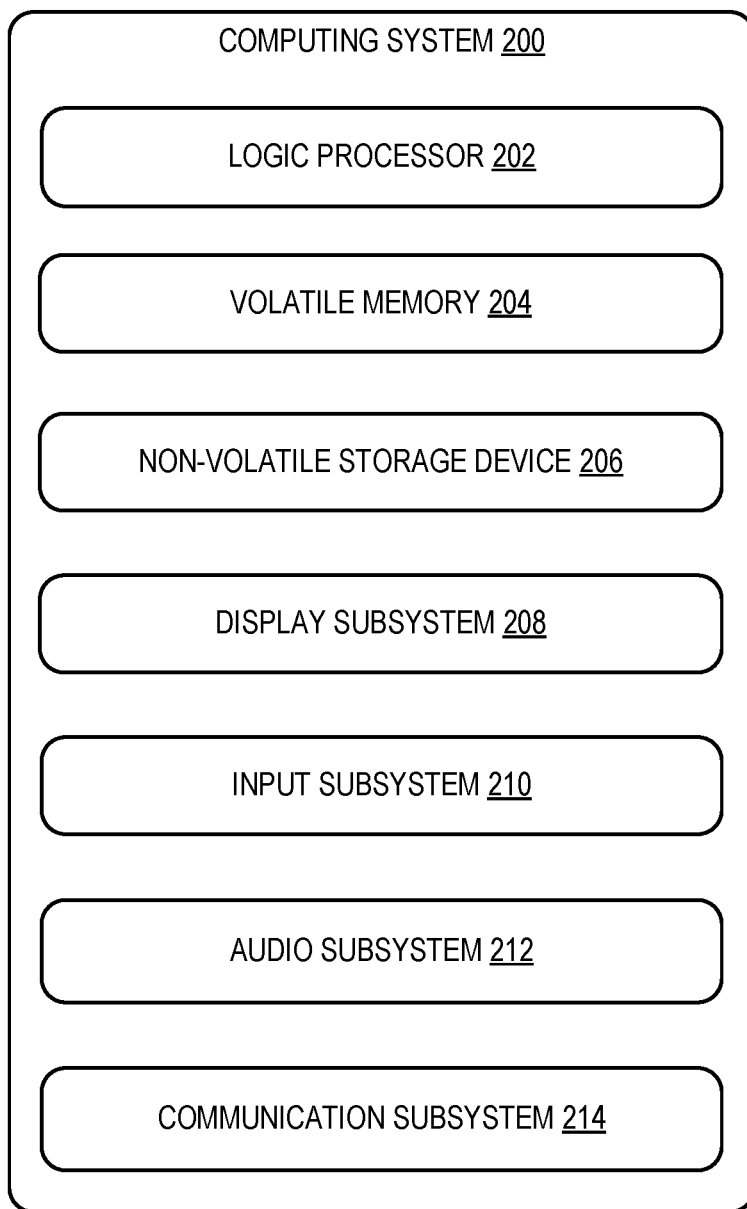 COMPUTING SYSTEM 200
LOGIC PROCESSOR 202
VOLATILE MEMORY 204
NON-VOLATILE STORAGE DEVICE 206
DISPLAY SUBSYSTEM 208
INPUT SUBSYSTEM 210
AUDIO SUBSYSTEM 212
COMMUNICATION SUBSYSTEM 214